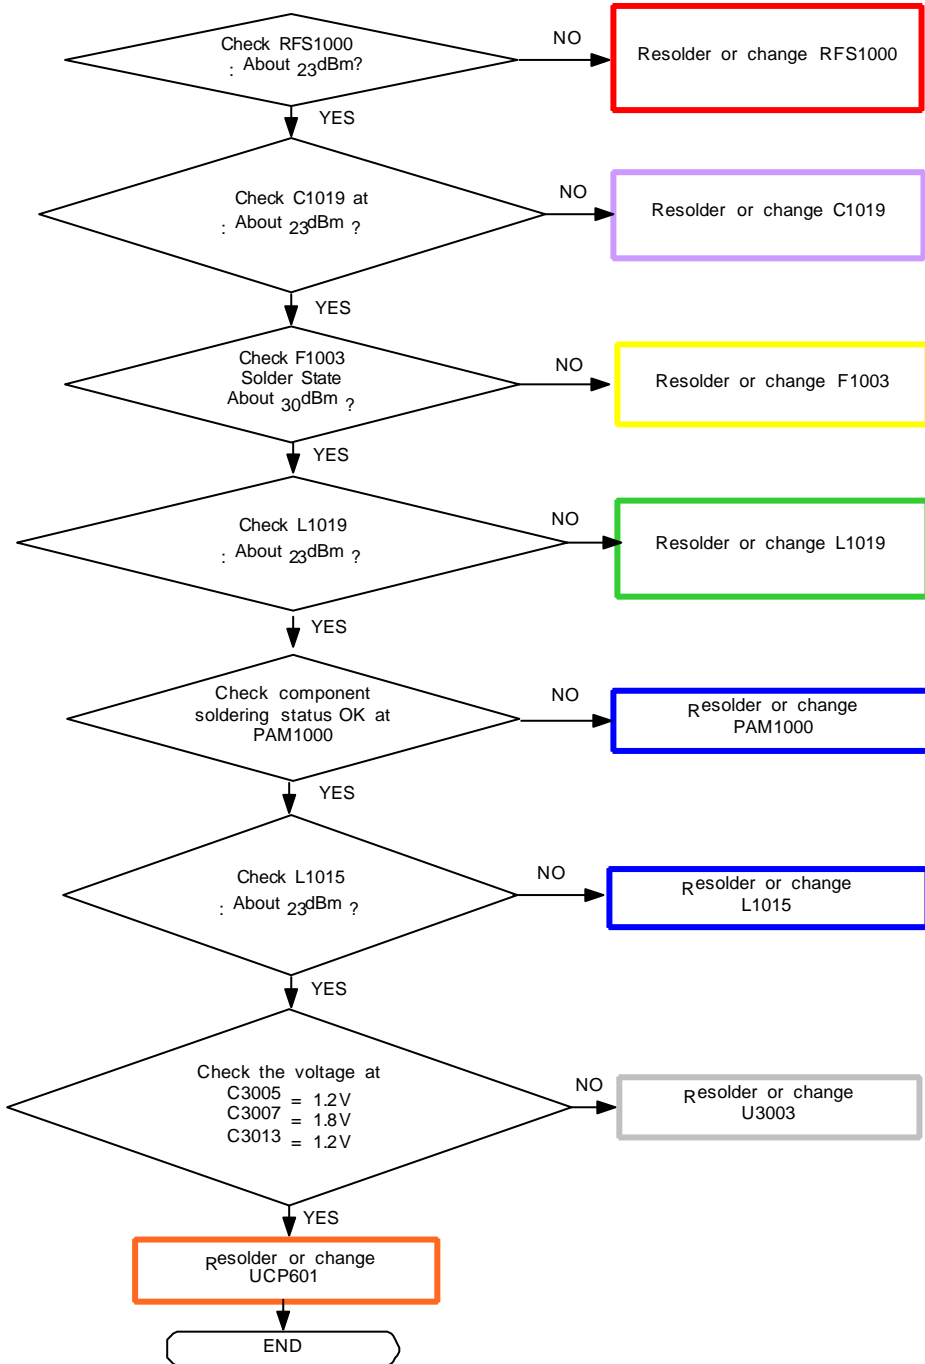 Check RFS1000
: About 23dBm?
NO
Resolder or change RFS1000
YES
Check C1019 at
: About 23dBm ?
NO
Resolder or change C1019
YES
Check F1003
Solder State
About 30dBm ?
NO
Resolder or change F1003
YES
Check L1019
: About 23dBm ?
NO
Resolder or change L1019
YES
Check component
soldering status OK at
PAM1000
NO
Resolder or change
PAM1000
YES
Check L1015
: About 23dBm ?
NO
Resolder or change
L1015
YES
Check the voltage at
C3005 = 1.2V
C3007 = 1.8V
C3013 = 1.2V
NO
Resolder or change
U3003
YES
Resolder or change
UCP601
END